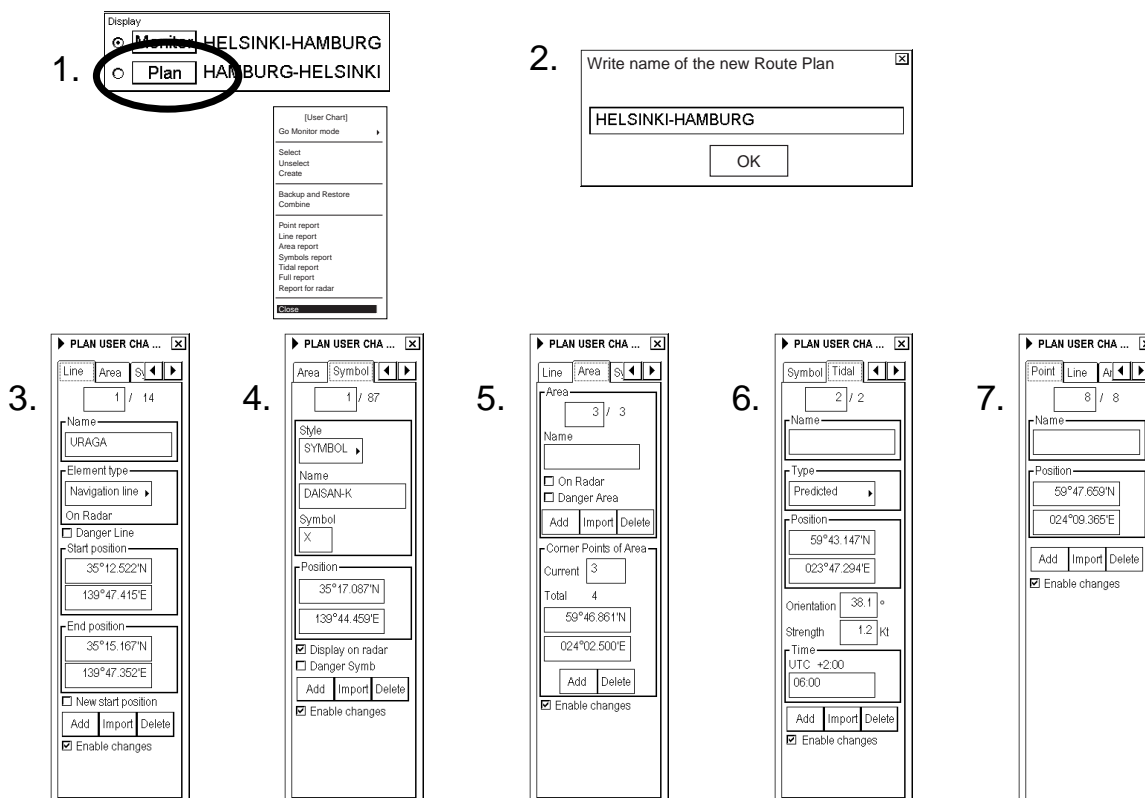 Display
1.
Monitor HELSINKI-HAMBURG
Plan HAMBURG-HELSINKI
[User Chart]
Go Monitor mode
Select
Unselect
Create
Backup and Restore
Combine
Point report
Line report
Area report
Symbols report
Tidal report
Full report
Report for radar
Close
2.
Write name of the new Route Plan
HELSINKI-HAMBURG
OK
3.
PLAN USER CHA ...
Line Area Sy
1 / 14
Name
URAGA
Element type
Navigation line
On Radar
Danger Line
Start position
35°12.522'N
139°47.415'E
End position
35°15.167'N
139°47.352'E
New start position
Add Import Delete
Enable changes
4.
PLAN USER CHA ...
Area Symbol
1 / 87
Style
SYMBOL
Name
DAISAN-K
Symbol
X
Position
35°17.087'N
139°44.459'E
Display on radar
Danger Symb
Add Import Delete
Enable changes
5.
PLAN USER CHA ...
Line Area Sy
Area
3 / 3
Name
On Radar
Danger Area
Add Import Delete
Corner Points of Area
Current 3
Total 4
59°46.861'N
024°02.500'E
Add Delete
Enable changes
6.
PLAN USER CHA ...
Symbol Tidal
2 / 2
Name
Type
Predicted
Position
59°43.147'N
023°47.294'E
Orientation 38.1 °
Strength 1.2 Kt
Time
UTC +2:00
06:00
Add Import Delete
Enable changes
7.
PLAN USER CHA ...
Point Line Ar
8 / 8
Name
Position
59°47.659'N
024°09.365'E
Add Import Delete
Enable changes